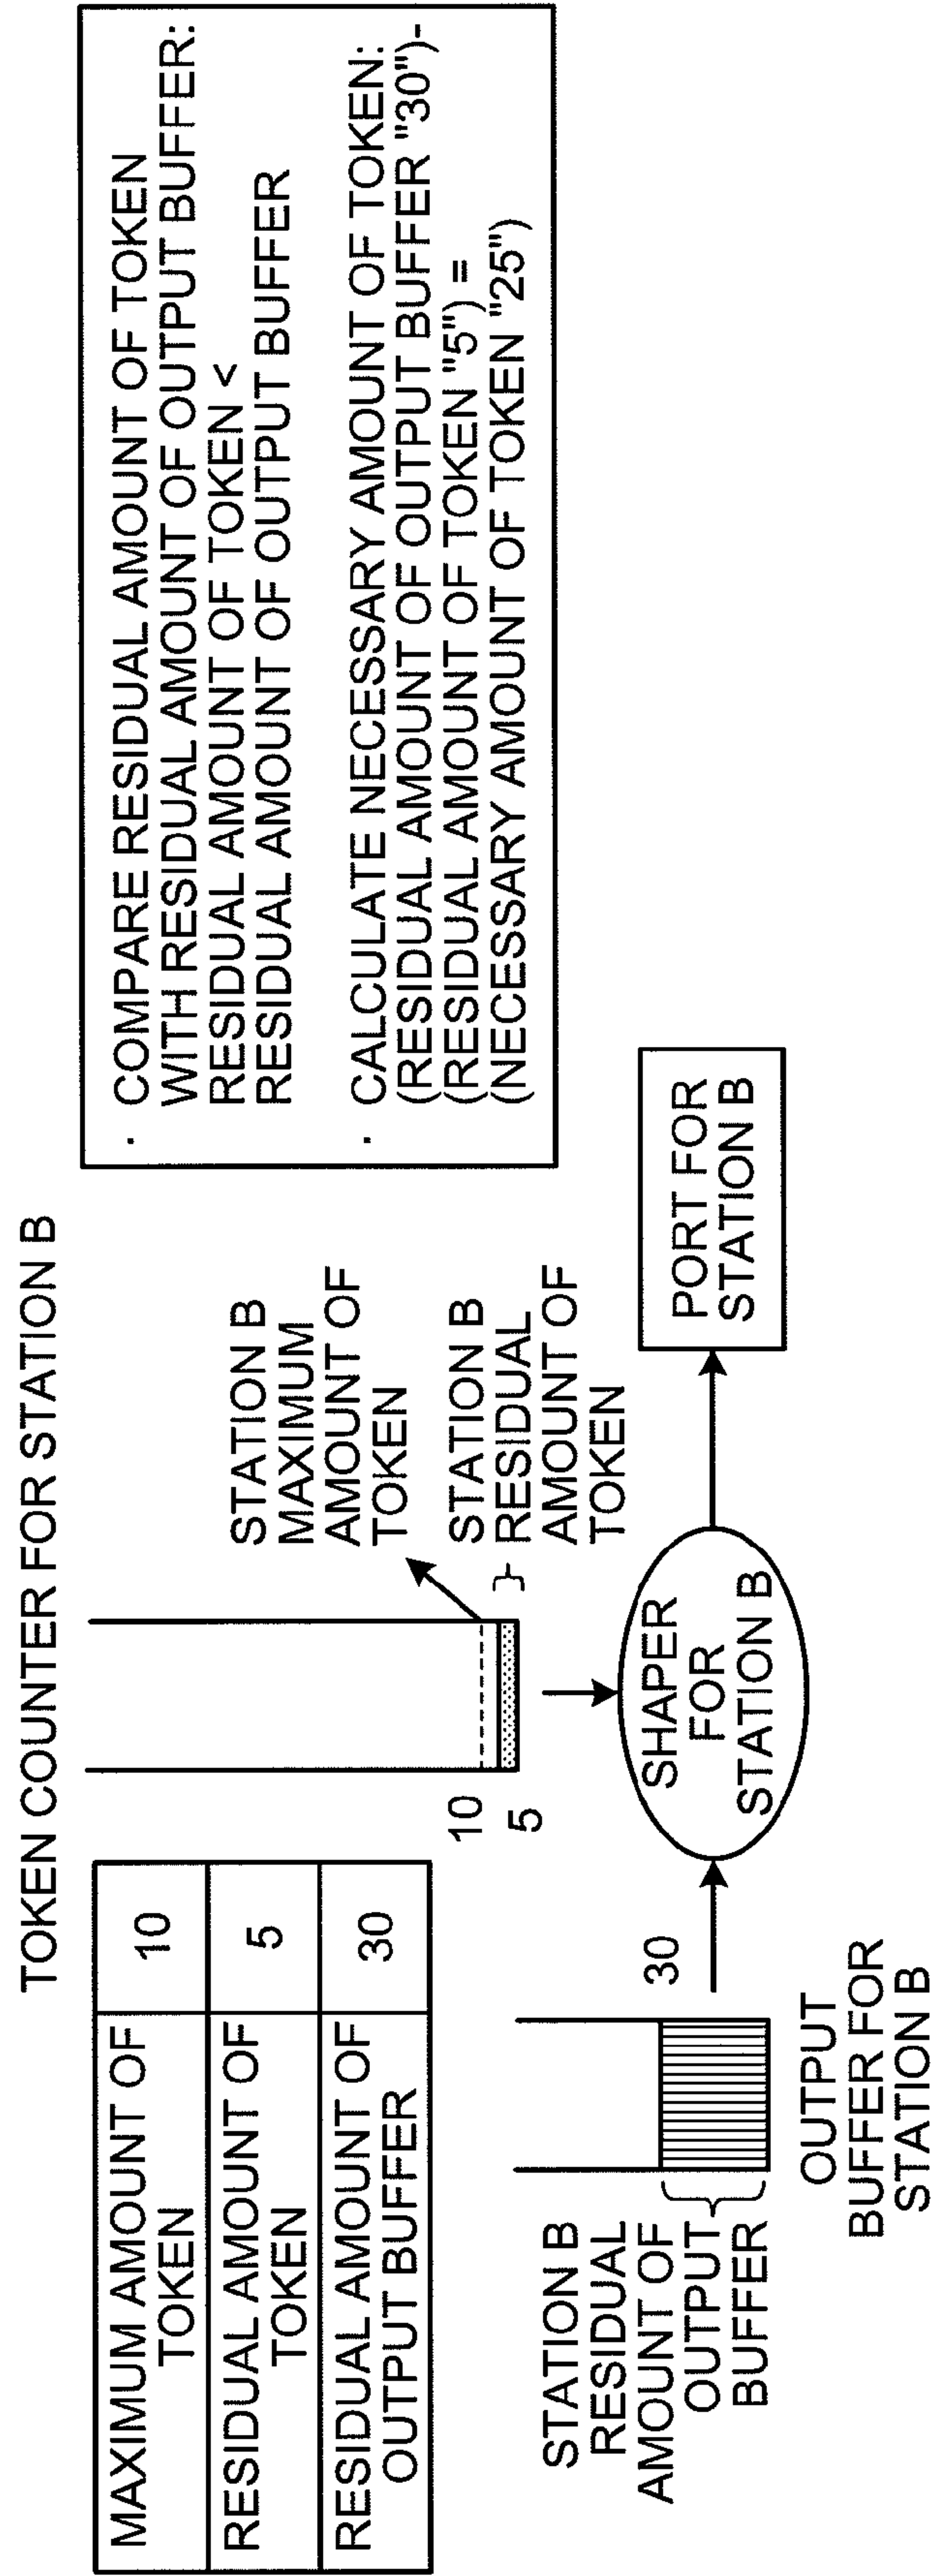 TOKEN COUNTER FOR STATION B
MAXIMUM AMOUNT OF
TOKEN
10
RESIDUAL AMOUNT OF
TOKEN
5
RESIDUAL AMOUNT OF
OUTPUT BUFFER
30
10
5
STATION B
MAXIMUM
AMOUNT OF
TOKEN
STATION B
RESIDUAL
AMOUNT OF
TOKEN
· COMPARE RESIDUAL AMOUNT OF TOKEN
WITH RESIDUAL AMOUNT OF OUTPUT BUFFER:
RESIDUAL AMOUNT OF TOKEN <
RESIDUAL AMOUNT OF OUTPUT BUFFER
· CALCULATE NECESSARY AMOUNT OF TOKEN:
(RESIDUAL AMOUNT OF OUTPUT BUFFER "30")-
(RESIDUAL AMOUNT OF TOKEN "5") =
(NECESSARY AMOUNT OF TOKEN "25")
STATION B
RESIDUAL
AMOUNT OF
OUTPUT
BUFFER
30
OUTPUT
BUFFER FOR
STATION B
SHAPER
FOR
STATION B
PORT FOR
STATION B